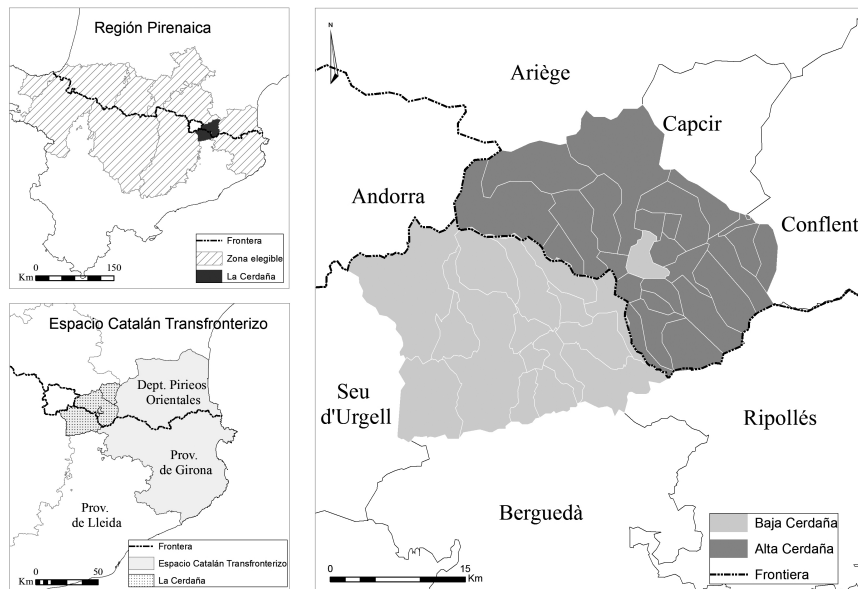 Región Pirenaica
Frontera
Zona elegible
La Cerdaña
0 150
Km
Espacio Catalán Transfronterizo
Dept. Pirieos
Orientales
Prov.
de Girona
Prov.
de Lleida
Frontera
Espacio Catalán Transfronterizo
La Cerdaña
0 50
Km
N
Ariège
Capcir
Andorra
Conflent
Seu
d'Urgell
Ripollés
Berguedà
Baja Cerdaña
Alta Cerdaña
Frontiera
0 15
Km